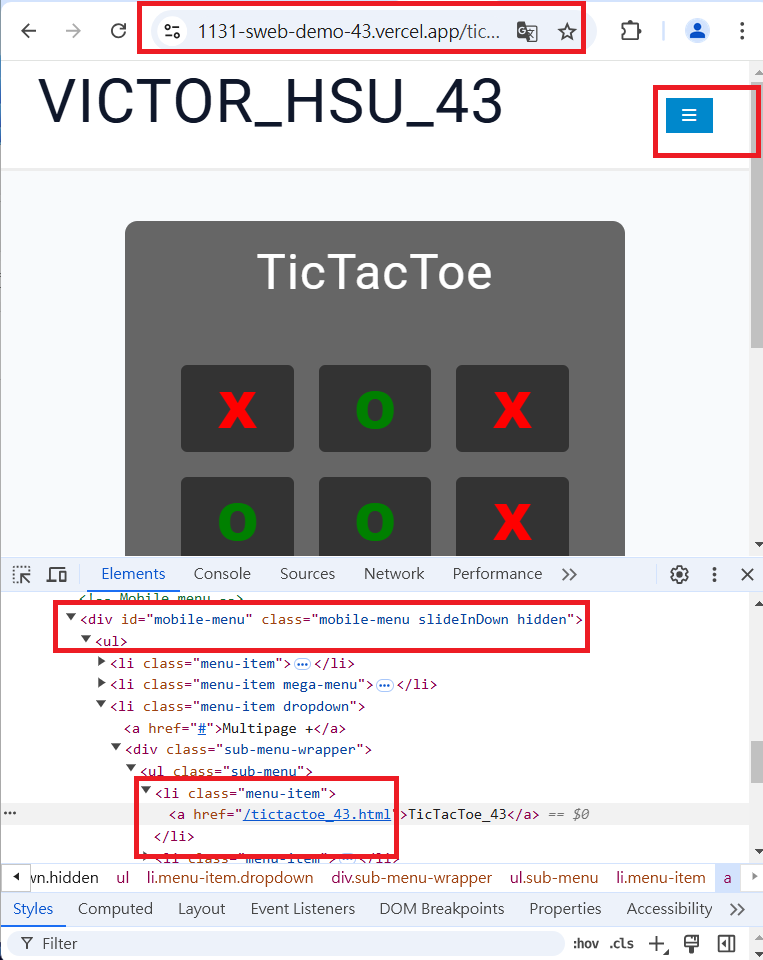 1131-sweb-demo-43.vercel.app/tic...
VICTOR_HSU_43
TicTacToe
X O X
O O X
Elements Console Sources Network Performance
<!-- Mobile menu -->
<div id="mobile-menu" class="mobile-menu slideInDown hidden">
<ul>
<li class="menu-item">…</li>
<li class="menu-item mega-menu">…</li>
<li class="menu-item dropdown">
<a href="#">Multipage +</a>
<div class="sub-menu-wrapper">
<ul class="sub-menu">
<li class="menu-item">
… <a href="/tictactoe_43.html">TicTacToe_43</a> == $0
</li>
<li class="menu-item">…</li>
wn.hidden ul li.menu-item.dropdown div.sub-menu-wrapper ul.sub-menu li.menu-item a
Styles Computed Layout Event Listeners DOM Breakpoints Properties Accessibility
Filter :hov .cls